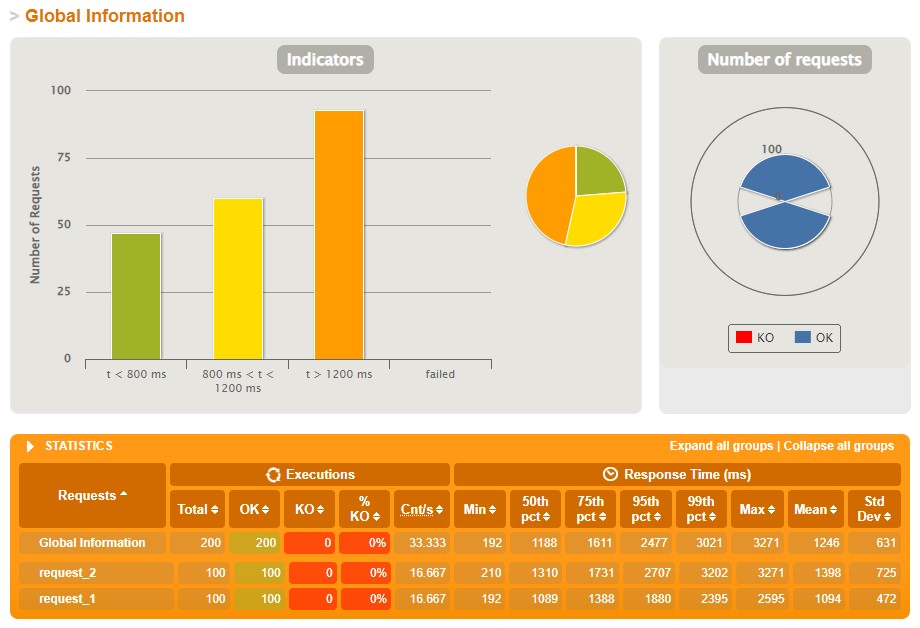 > Global Information
Indicators
Number of requests
Number of Requests
100
75
50
25
0
t < 800 ms
800 ms < t <
1200 ms
t > 1200 ms
failed
100
0
KO OK
STATISTICS
Expand all groups | Collapse all groups
Requests Executions Response Time (ms)
Total OK KO % KO Cnt/s Min 50th pct 75th pct 95th pct 99th pct Max Mean Std Dev
Global Information 200 200 0 0% 33.333 192 1188 1611 2477 3021 3271 1246 631
request_2 100 100 0 0% 16.667 210 1310 1731 2707 3202 3271 1398 725
request_1 100 100 0 0% 16.667 192 1089 1388 1880 2395 2595 1094 472